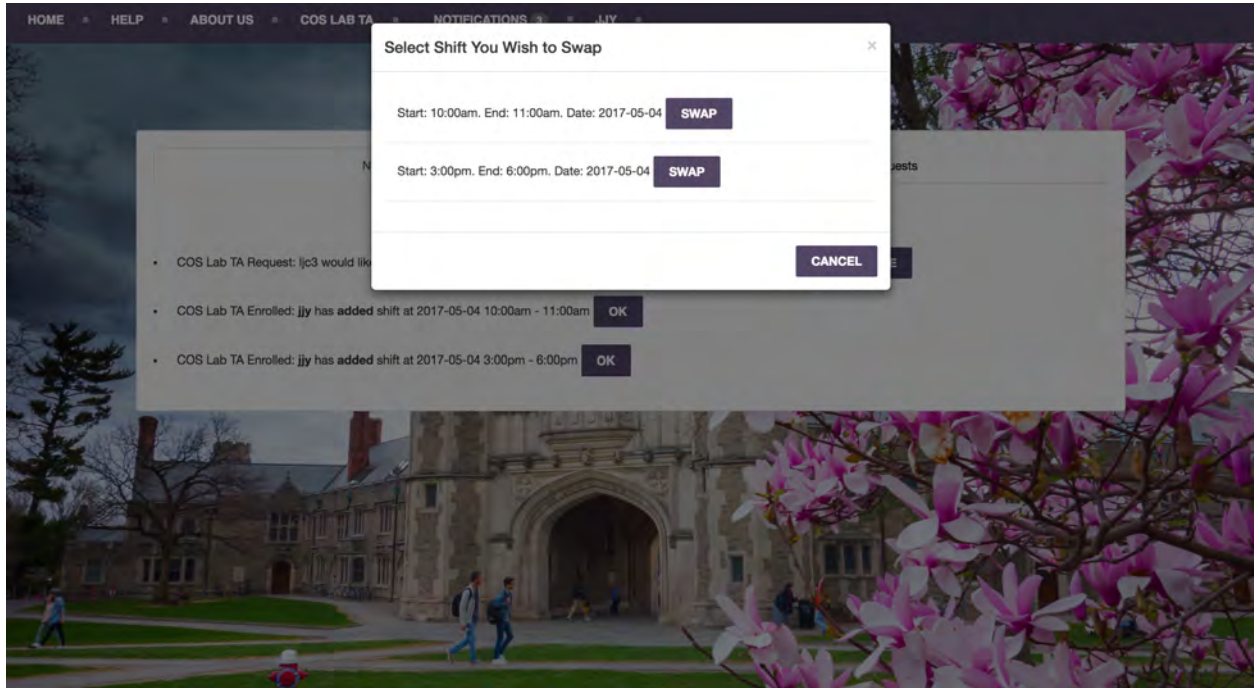 HOME HELP ABOUT US COS LAB TA NOTIFICATIONS 3 JJY
Select Shift You Wish to Swap ×
Start: 10:00am. End: 11:00am. Date: 2017-05-04 SWAP
Start: 3:00pm. End: 6:00pm. Date: 2017-05-04 SWAP
CANCEL
COS Lab TA Request: ljc3 would
COS Lab TA Enrolled: jjy has added shift at 2017-05-04 10:00am - 11:00am OK
COS Lab TA Enrolled: jjy has added shift at 2017-05-04 3:00pm - 6:00pm OK